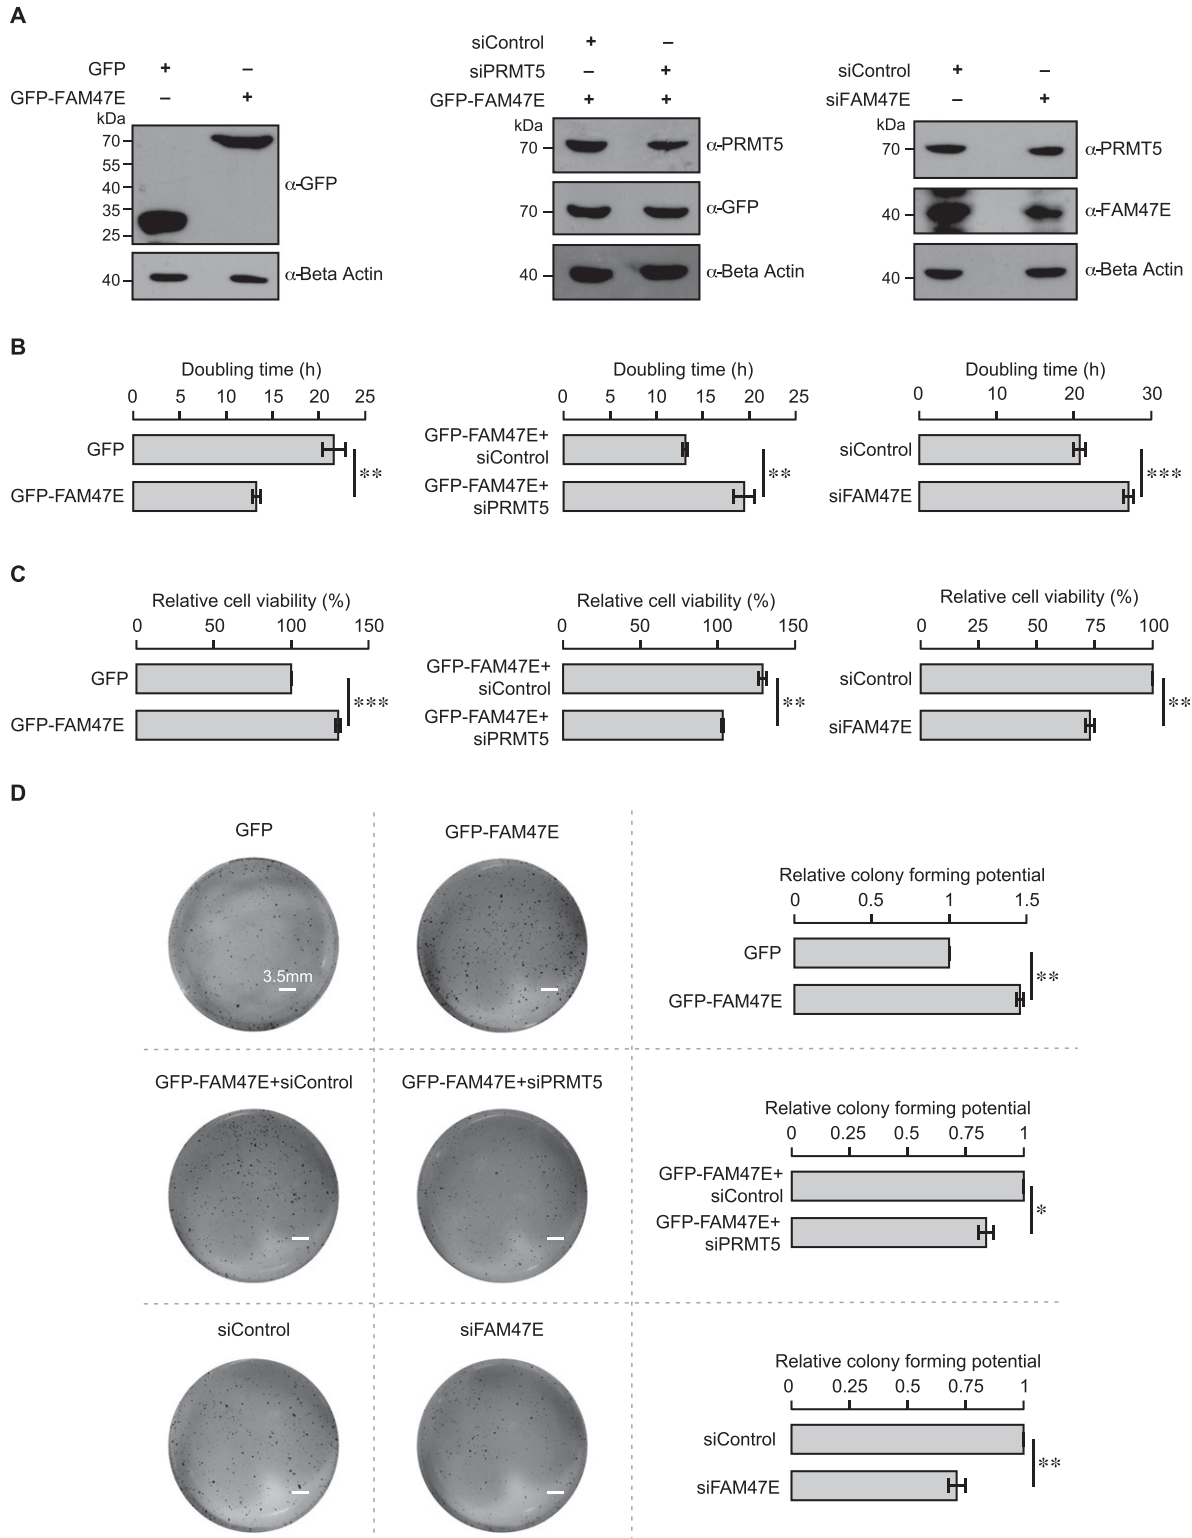 A
GFP + –
GFP-FAM47E – +
kDa
70
55
40
35
25
α-GFP
40
α-Beta Actin
siControl + –
siPRMT5 – +
GFP-FAM47E + +
kDa
70
α-PRMT5
70
α-GFP
40
α-Beta Actin
siControl + –
siFAM47E – +
kDa
70
α-PRMT5
40
α-FAM47E
40
α-Beta Actin
B
Doubling time (h)
0 5 10 15 20 25
GFP
GFP-FAM47E
**
Doubling time (h)
0 5 10 15 20 25
GFP-FAM47E+
siControl
GFP-FAM47E+
siPRMT5
**
Doubling time (h)
0 10 20 30
siControl
siFAM47E
***
C
Relative cell viability (%)
0 50 100 150
GFP
GFP-FAM47E
***
Relative cell viability (%)
0 50 100 150
GFP-FAM47E+
siControl
GFP-FAM47E+
siPRMT5
**
Relative cell viability (%)
0 25 50 75 100
siControl
siFAM47E
**
D
GFP
3.5mm
GFP-FAM47E
Relative colony forming potential
0 0.5 1 1.5
GFP
GFP-FAM47E
**
GFP-FAM47E+siControl
GFP-FAM47E+siPRMT5
Relative colony forming potential
0 0.25 0.5 0.75 1
GFP-FAM47E+
siControl
GFP-FAM47E+
siPRMT5
*
siControl
siFAM47E
Relative colony forming potential
0 0.25 0.5 0.75 1
siControl
siFAM47E
**